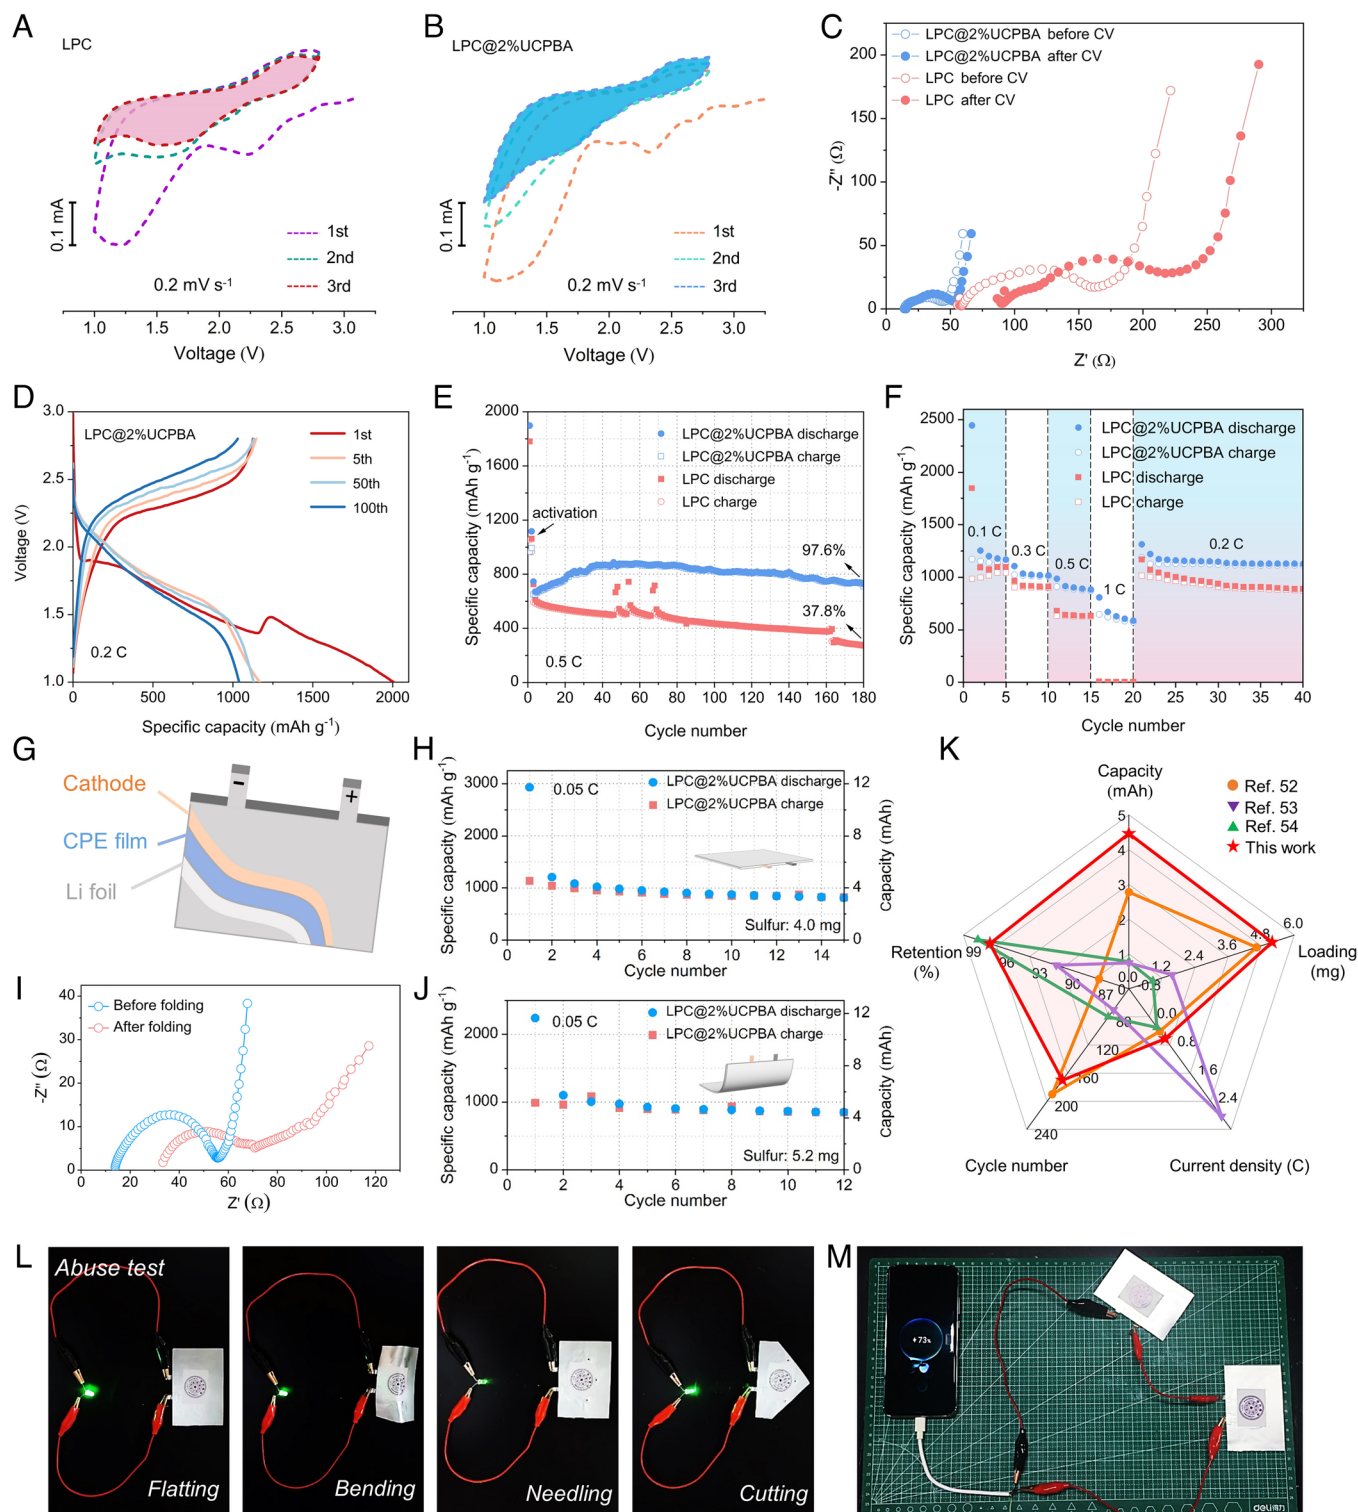 A
LPC
0.1 mA
1st
2nd
3rd
0.2 mV s⁻¹
1.0 1.5 2.0 2.5 3.0
Voltage (V)
B
LPC@2%UCPBA
0.1 mA
1st
2nd
3rd
0.2 mV s⁻¹
1.0 1.5 2.0 2.5 3.0
Voltage (V)
C
LPC@2%UCPBA before CV
LPC@2%UCPBA after CV
LPC before CV
LPC after CV
-Z'' (Ω)
200
150
100
50
0
0 50 100 150 200 250 300
Z' (Ω)
D
LPC@2%UCPBA
1st
5th
50th
100th
Voltage (V)
3.0
2.5
2.0
1.5
1.0
0.2 C
0 500 1000 1500 2000
Specific capacity (mAh g⁻¹)
E
LPC@2%UCPBA discharge
LPC@2%UCPBA charge
LPC discharge
LPC charge
activation
97.6%
37.8%
0.5 C
Specific capacity (mAh g⁻¹)
2000
1600
1200
800
400
0
0 20 40 60 80 100 120 140 160 180
Cycle number
F
LPC@2%UCPBA discharge
LPC@2%UCPBA charge
LPC discharge
LPC charge
0.1 C
0.3 C
0.5 C
1 C
0.2 C
Specific capacity (mAh g⁻¹)
2500
2000
1500
1000
500
0
0 5 10 15 20 25 30 35 40
Cycle number
G
Cathode
CPE film
Li foil
-
+
H
0.05 C
LPC@2%UCPBA discharge
LPC@2%UCPBA charge
Sulfur: 4.0 mg
Specific capacity (mAh g⁻¹)
3000
2000
1000
0
0 2 4 6 8 10 12 14
Cycle number
12
8
4
0
Capacity (mAh)
I
Before folding
After folding
-Z'' (Ω)
40
30
20
10
0
0 20 40 60 80 100 120
Z' (Ω)
J
0.05 C
LPC@2%UCPBA discharge
LPC@2%UCPBA charge
Sulfur: 5.2 mg
Specific capacity (mAh g⁻¹)
2000
1000
0
0 2 4 6 8 10 12
Cycle number
12
8
4
0
Capacity (mAh)
K
Capacity
(mAh)
Ref. 52
Ref. 53
Ref. 54
This work
5
4
3
2
1
0
6.0
4.8
3.6
2.4
1.2
0.0
Loading
(mg)
Retention
(%)
99
96
93
90
87
120
200
240
Cycle number
0.0
0.8
2.4
Current density (C)
L
Abuse test
Flatting
Bending
Needling
Cutting
M
73%
deli